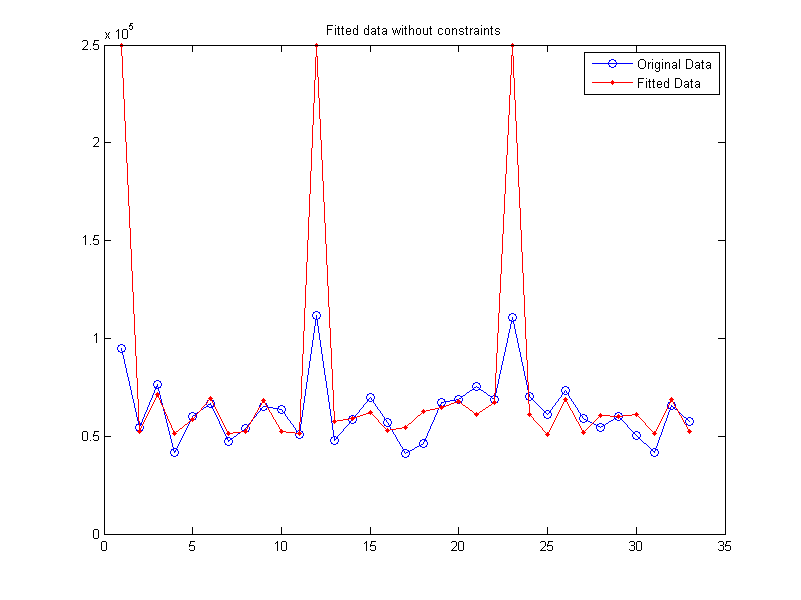 Fitted data without constraints
x 10^5
2.5
2
1.5
1
0.5
0
0 5 10 15 20 25 30 35
Original Data
Fitted Data